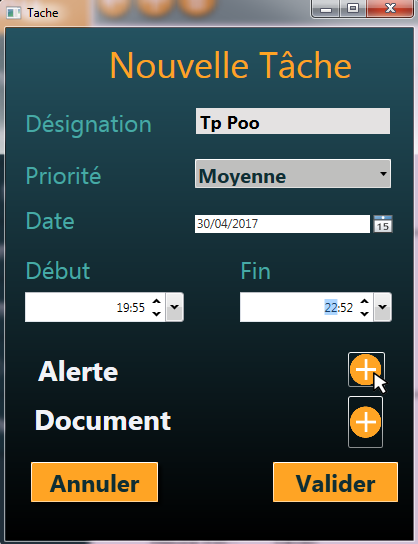 Tache
Nouvelle Tâche
Désignation Tp Poo
Priorité Moyenne
Date 30/04/2017 15
Début Fin
19:55 22:52
Alerte
Document
Annuler Valider